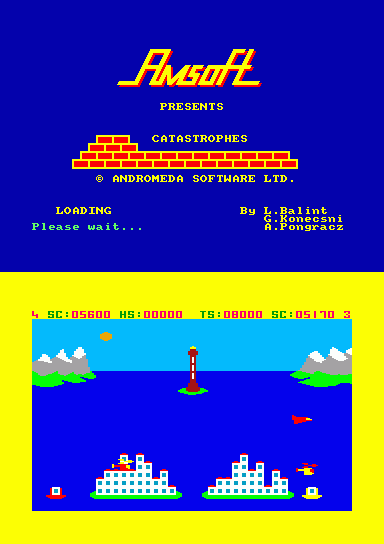 Amsoft
PRESENTS
CATASTROPHES
© ANDROMEDA SOFTWARE LTD.
LOADING
Please wait...
By L.Balint
G.Konecsni
A.Pongracz
4 SC:05600 HS:00000 TS:08000 SC:05170 3